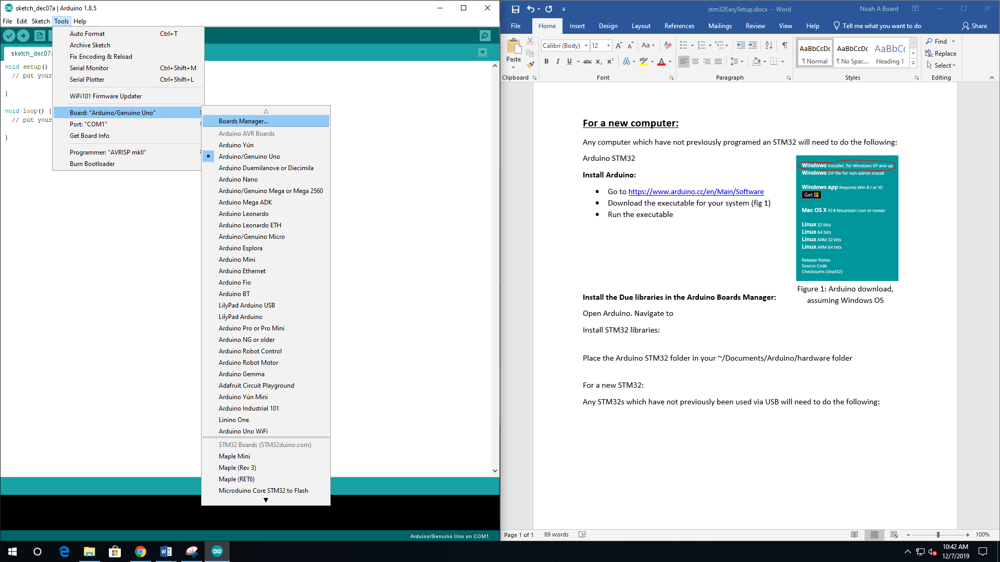 sketch_dec07a | Arduino 1.8.5
File Edit Sketch Tools Help
sketch_dec07a
void setup()
// put your
}
void loop() {
// put your
}
Auto Format Ctrl+T
Archive Sketch
Fix Encoding & Reload
Serial Monitor Ctrl+Shift+M
Serial Plotter Ctrl+Shift+L
WiFi101 Firmware Updater
Board: "Arduino/Genuino Uno"
Port: "COM1"
Get Board Info
Programmer: "AVRISP mkII"
Burn Bootloader
Boards Manager...
Arduino AVR Boards
Arduino Yún
Arduino/Genuino Uno
Arduino Duemilanove or Diecimila
Arduino Nano
Arduino/Genuino Mega or Mega 2560
Arduino Mega ADK
Arduino Leonardo
Arduino Leonardo ETH
Arduino/Genuino Micro
Arduino Esplora
Arduino Mini
Arduino Ethernet
Arduino Fio
Arduino BT
LilyPad Arduino USB
LilyPad Arduino
Arduino Pro or Pro Mini
Arduino NG or older
Arduino Robot Control
Arduino Robot Motor
Arduino Gemma
Adafruit Circuit Playground
Arduino Yún Mini
Arduino Industrial 101
Linino One
Arduino Uno WiFi
STM32 Boards (STM32duino.com)
Maple Mini
Maple (Rev 3)
Maple (RET6)
Microduino Core STM32 to Flash
Arduino/Genuino Uno on COM1
stm32EasySetup.docx - Word
Noah A Board
File Home Insert Design Layout References Mailings Review View Help Tell me what you want to do Share
Paste
Clipboard
Calibri (Body) 12
Font
Paragraph
AaBbCcDc AaBbCcDc AaBbCc
¶ Normal ¶ No Spac... Heading 1
Styles
Find
Replace
Select
Editing
For a new computer:
Any computer which have not previously programed an STM32 will need to do the following:
Arduino STM32
Install Arduino:
• Go to https://www.arduino.cc/en/Main/Software
• Download the executable for your system (fig 1)
• Run the executable
Windows Installer, for Windows XP and up
Windows ZIP file for non admin install
Windows app Requires Win 8.1 or 10
Get
Mac OS X 10.8 Mountain Lion or newer
Linux 32 bits
Linux 64 bits
Linux ARM 32 bits
Linux ARM 64 bits
Release Notes
Source Code
Checksums (sha512)
Figure 1: Arduino download,
assuming Windows OS
Install the Due libraries in the Arduino Boards Manager:
Open Arduino. Navigate to
Install STM32 libraries:
Place the Arduino STM32 folder in your ~/Documents/Arduino/hardware folder
For a new STM32:
Any STM32s which have not previously been used via USB will need to do the following:
Page 1 of 1 89 words
100%
10:42 AM
12/7/2019